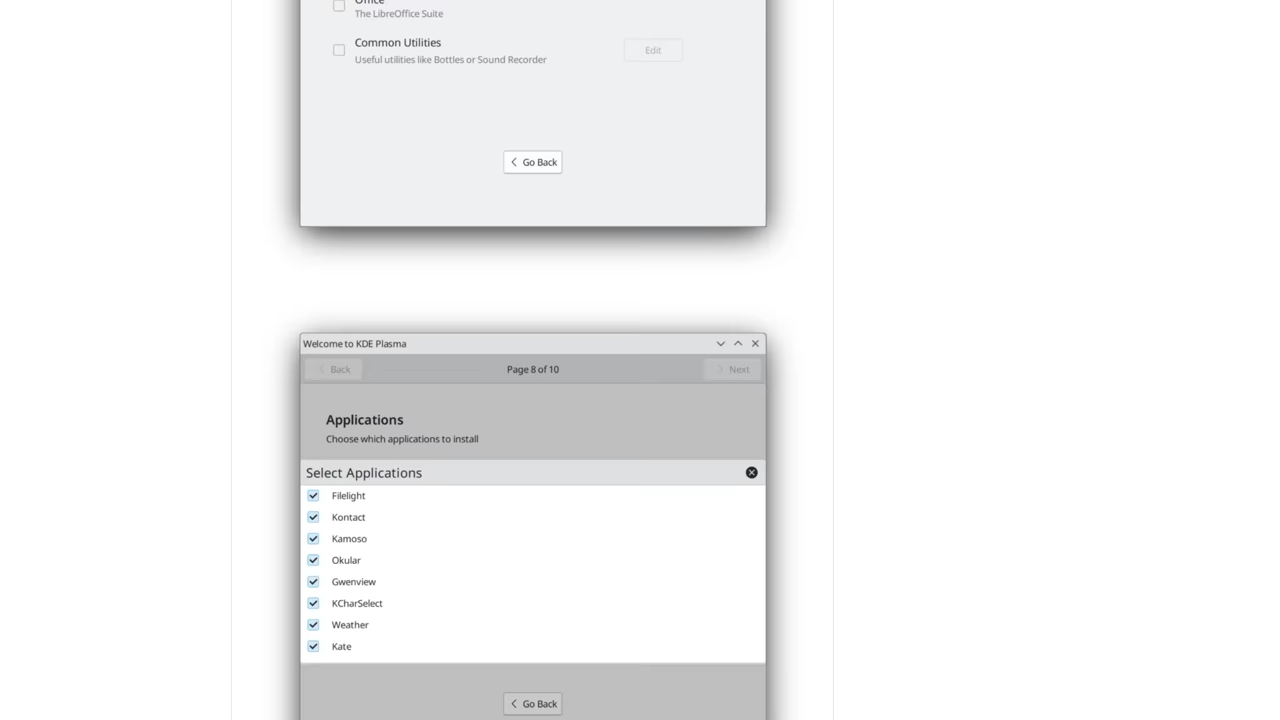 Office
The LibreOffice Suite
Common Utilities
Edit
Useful utilities like Bottles or Sound Recorder
Go Back
Welcome to KDE Plasma
Back
Page 8 of 10
Next
Applications
Choose which applications to install
Select Applications
Filelight
Kontact
Kamoso
Okular
Gwenview
KCharSelect
Weather
Kate
Go Back